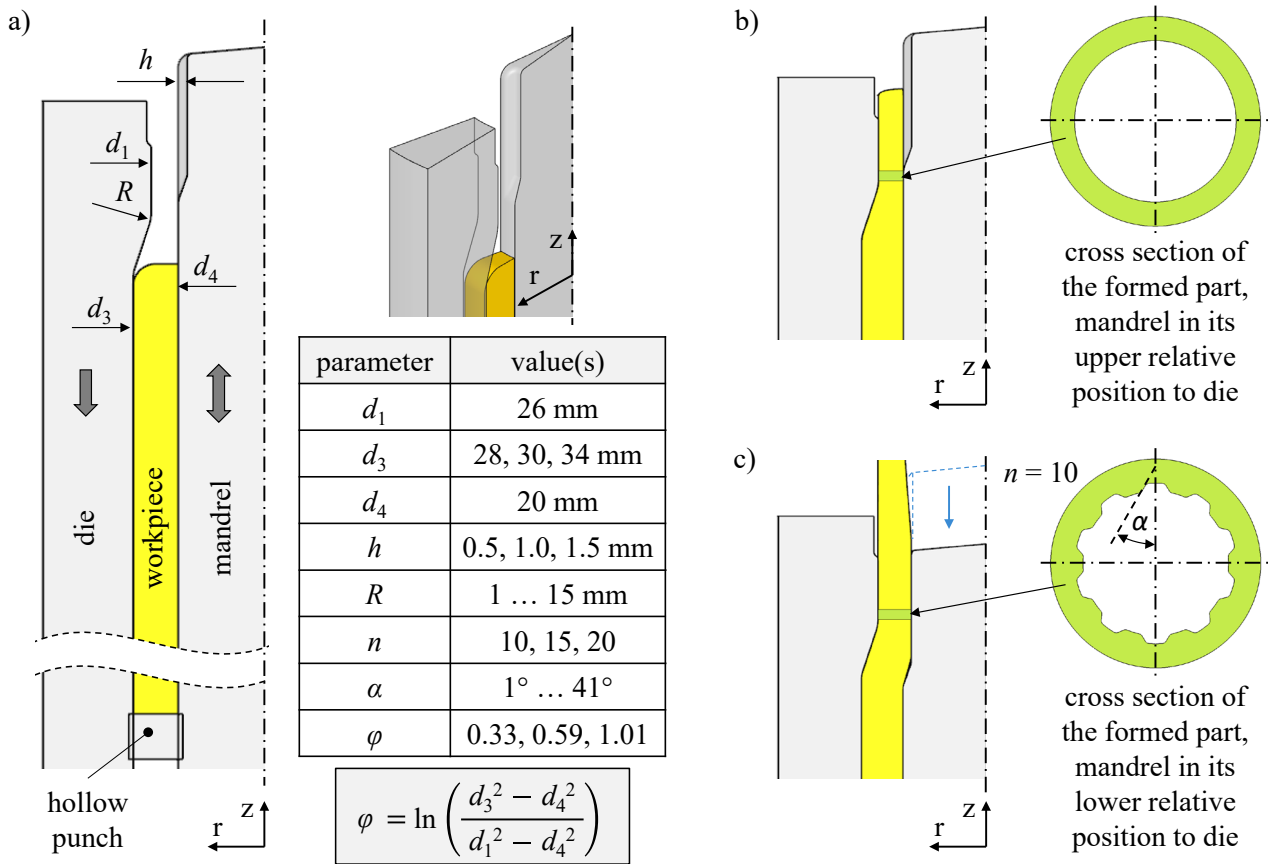 a)
h
d₁
R
d₄
d₃
die
workpiece
mandrel
hollow
punch
z
r
z
r
parameter value(s)
d₁ 26 mm
d₃ 28, 30, 34 mm
d₄ 20 mm
h 0.5, 1.0, 1.5 mm
R 1 … 15 mm
n 10, 15, 20
α 1° … 41°
φ 0.33, 0.59, 1.01
φ = ln ( (d₃² − d₄²) / (d₁² − d₄²) )
b)
z
r
cross section of
the formed part,
mandrel in its
upper relative
position to die
c)
n = 10
α
z
r
cross section of
the formed part,
mandrel in its
lower relative
position to die